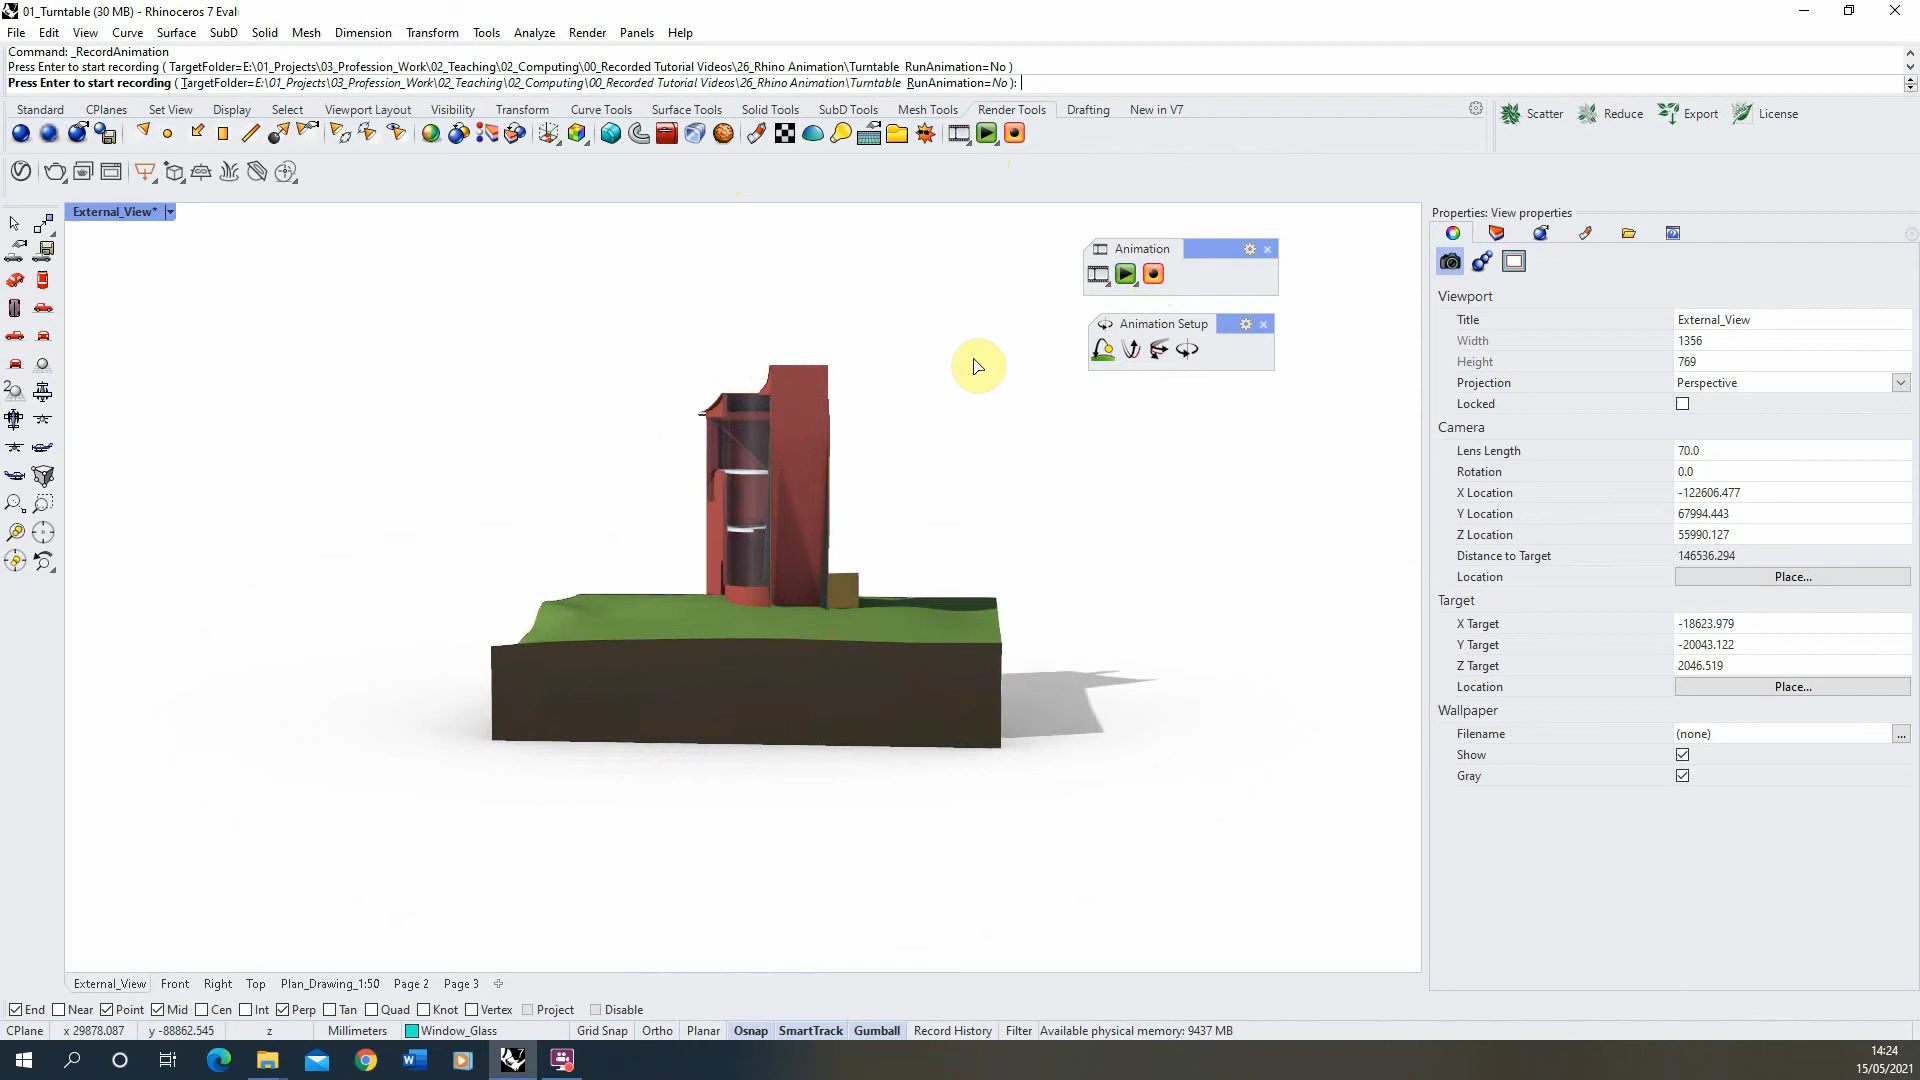 01_Turntable (30 MB) - Rhinoceros 7 Eval
File Edit View Curve Surface SubD Solid Mesh Dimension Transform Tools Analyze Render Panels Help
Command: _RecordAnimation
Press Enter to start recording ( TargetFolder=E:\01_Projects\03_Profession_Work\02_Teaching\02_Computing\00_Recorded Tutorial Videos\26_Rhino Animation\Turntable RunAnimation=No )
Press Enter to start recording ( TargetFolder=E:\01_Projects\03_Profession_Work\02_Teaching\02_Computing\00_Recorded Tutorial Videos\26_Rhino Animation\Turntable RunAnimation=No ):
Standard CPlanes Set View Display Select Viewport Layout Visibility Transform Curve Tools Surface Tools Solid Tools SubD Tools Mesh Tools Render Tools Drafting New in V7
Scatter Reduce Export License
External_View*
Animation
Animation Setup
Properties: View properties
Viewport
Title External_View
Width 1356
Height 769
Projection Perspective
Locked
Camera
Lens Length 70.0
Rotation 0.0
X Location -122606.477
Y Location 67994.443
Z Location 55990.127
Distance to Target 146536.294
Location Place...
Target
X Target -18623.979
Y Target -20043.122
Z Target 2046.519
Location Place...
Wallpaper
Filename (none) ...
Show
Gray
External_View Front Right Top Plan_Drawing_1:50 Page 2 Page 3
End Near Point Mid Cen Int Perp Tan Quad Knot Vertex Project Disable
CPlane x 29878.087 y -88862.545 z Millimeters Window_Glass Grid Snap Ortho Planar Osnap SmartTrack Gumball Record History Filter Available physical memory: 9437 MB
14:24
15/05/2021